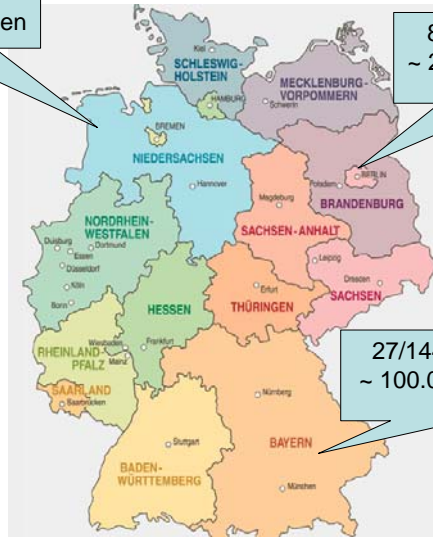 en
8
~ 2
Kiel
SCHLESWIG-
HOLSTEIN
HAMBURG
MECKLENBURG-
VORPOMMERN
Schwerin
BREMEN
NIEDERSACHSEN
Hannover
BERLIN
Potsdam
BRANDENBURG
Magdeburg
SACHSEN-ANHALT
NORDRHEIN-
WESTFALEN
Duisburg
Dortmund
Essen
Düsseldorf
Köln
Bonn
Leipzig
Dresden
SACHSEN
HESSEN
Erfurt
THÜRINGEN
RHEINLAND-
PFALZ
Wiesbaden
Mainz
Frankfurt
SAARLAND
Saarbrücken
27/144
~ 100.0
Nürnberg
BAYERN
Stuttgart
BADEN-
WÜRTTEMBERG
München